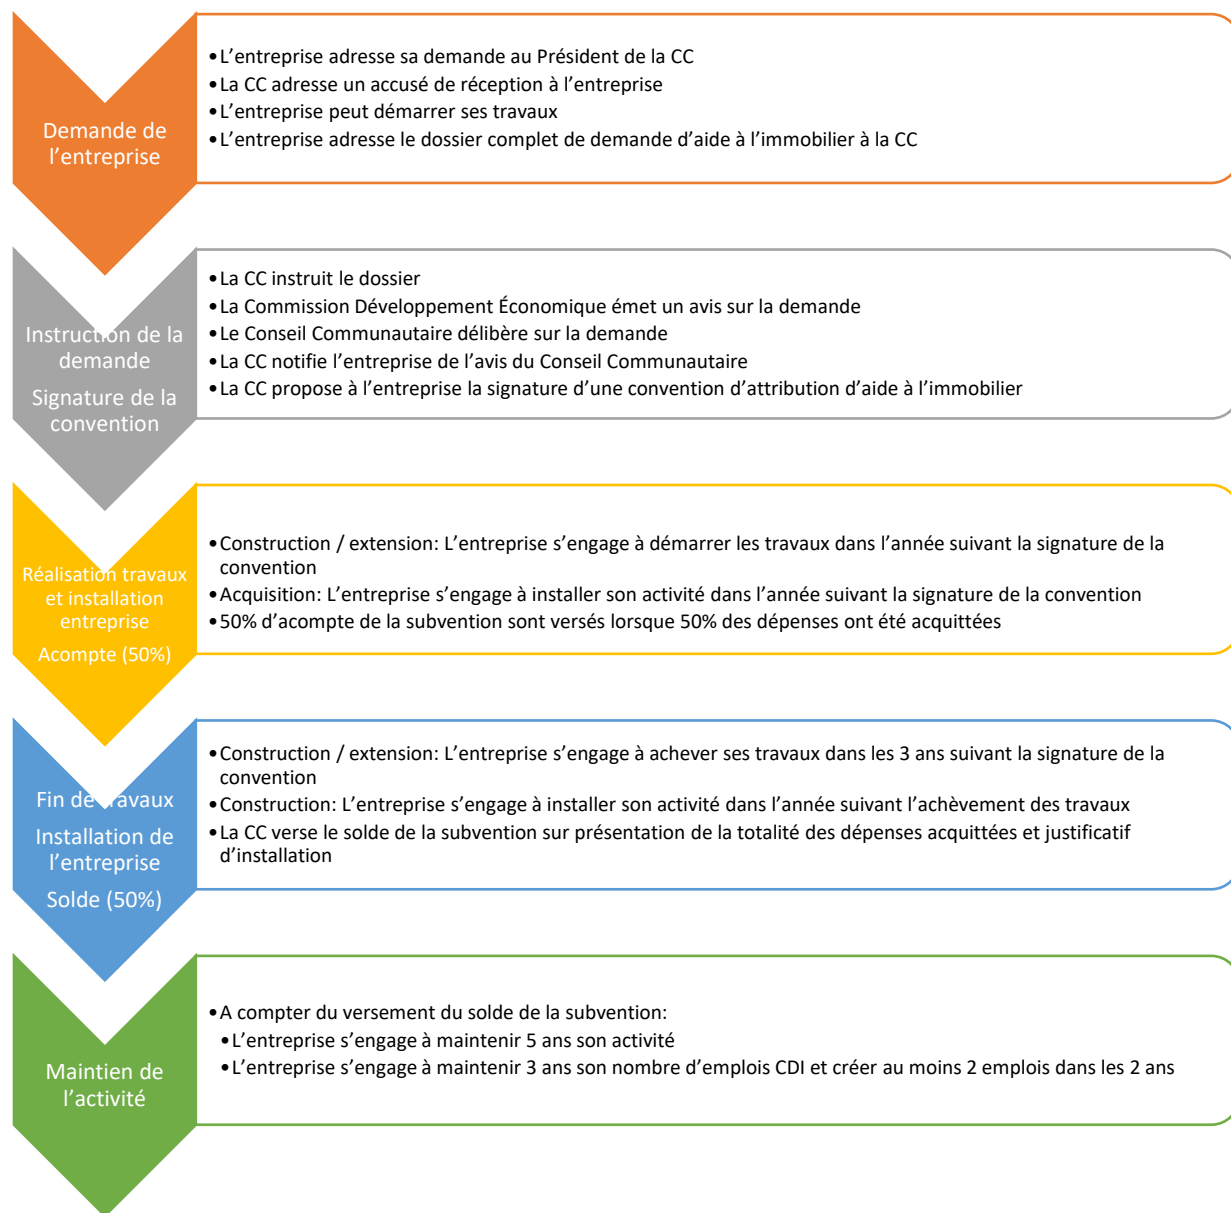 Demande de
l’entreprise
•L’entreprise adresse sa demande au Président de la CC
•La CC adresse un accusé de réception à l’entreprise
•L’entreprise peut démarrer ses travaux
•L’entreprise adresse le dossier complet de demande d’aide à l’immobilier à la CC
Instruction de la
demande
Signature de la
convention
•La CC instruit le dossier
•La Commission Développement Économique émet un avis sur la demande
•Le Conseil Communautaire délibère sur la demande
•La CC notifie l’entreprise de l’avis du Conseil Communautaire
•La CC propose à l’entreprise la signature d’une convention d’attribution d’aide à l’immobilier
Réalisation travaux
et installation
entreprise
Acompte (50%)
•Construction / extension: L’entreprise s’engage à démarrer les travaux dans l’année suivant la signature de la
convention
•Acquisition: L’entreprise s’engage à installer son activité dans l’année suivant la signature de la convention
•50% d’acompte de la subvention sont versés lorsque 50% des dépenses ont été acquittées
Fin de travaux
Installation de
l’entreprise
Solde (50%)
•Construction / extension: L’entreprise s’engage à achever ses travaux dans les 3 ans suivant la signature de la
convention
•Construction: L’entreprise s’engage à installer son activité dans l’année suivant l’achèvement des travaux
•La CC verse le solde de la subvention sur présentation de la totalité des dépenses acquittées et justificatif
d’installation
Maintien de
l’activité
•A compter du versement du solde de la subvention:
•L’entreprise s’engage à maintenir 5 ans son activité
•L’entreprise s’engage à maintenir 3 ans son nombre d’emplois CDI et créer au moins 2 emplois dans les 2 ans